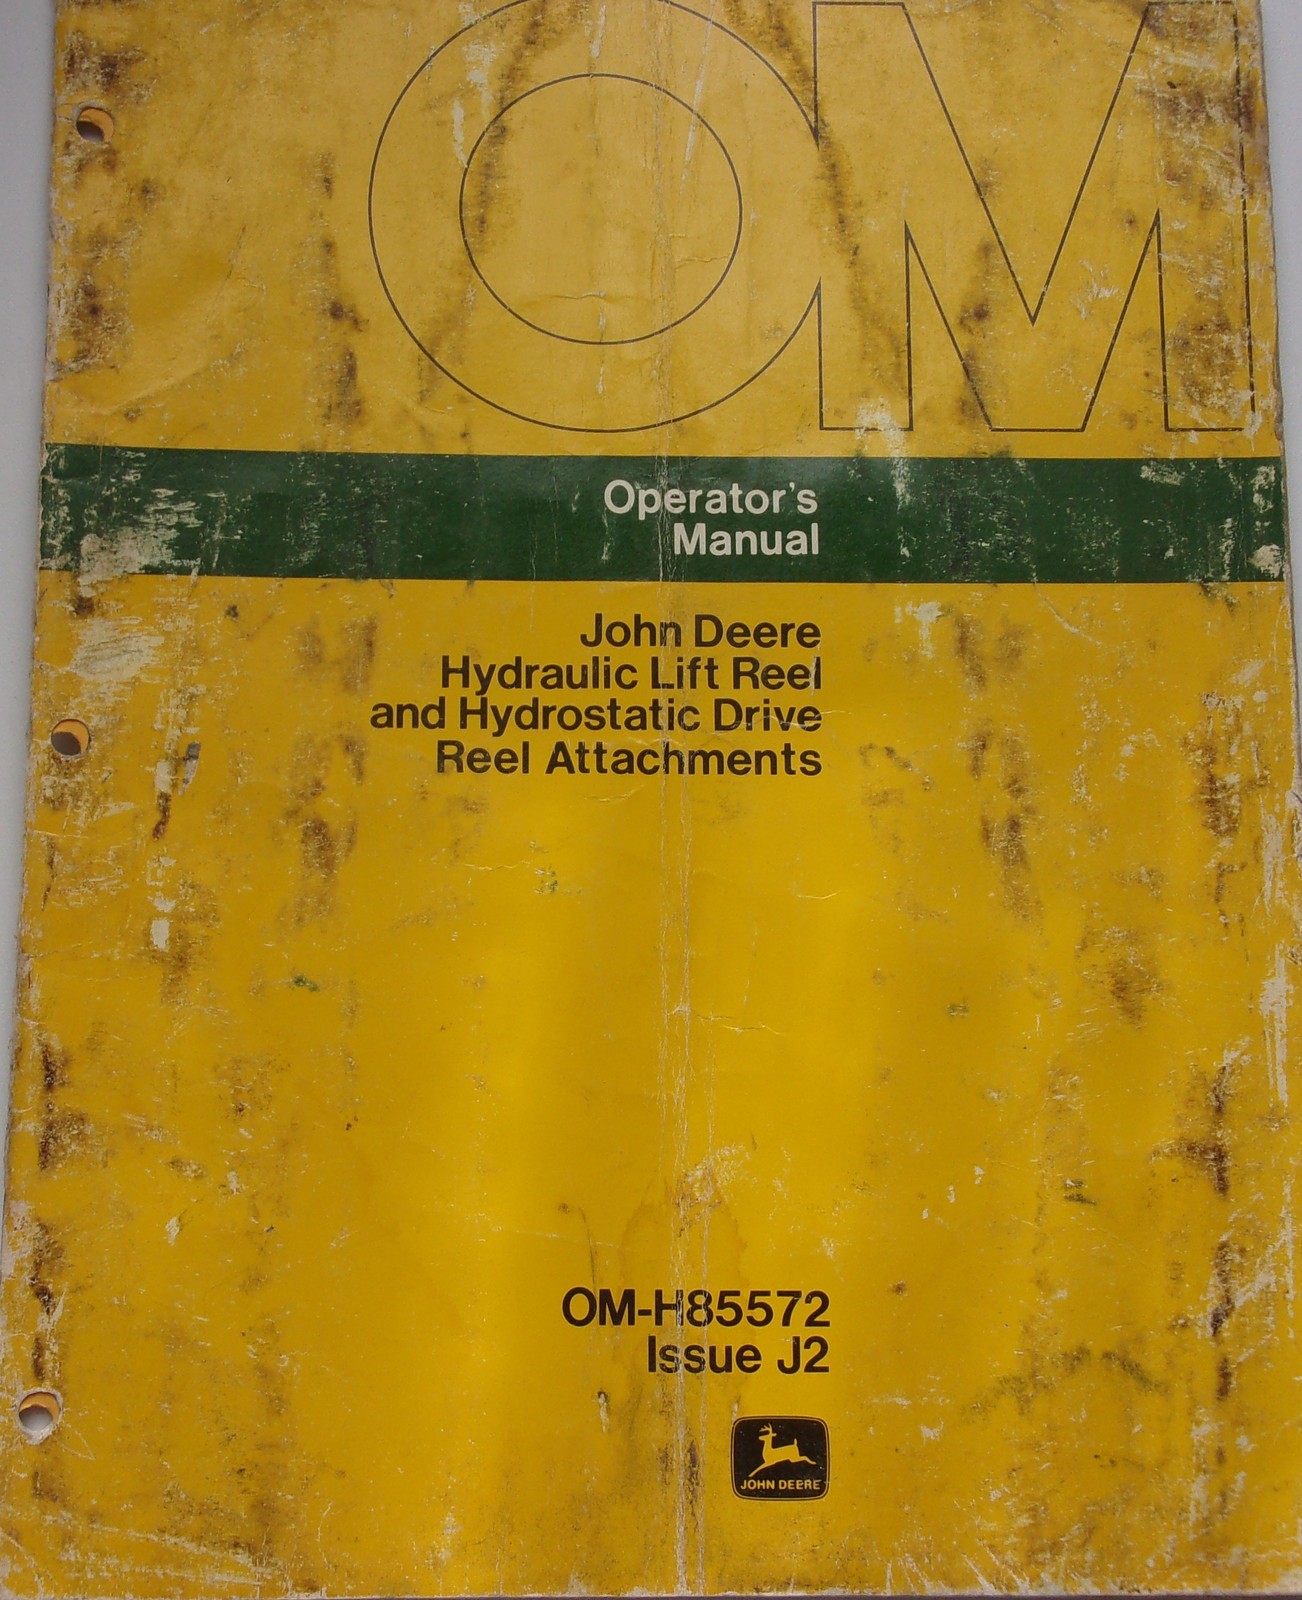 OM
Operator's
Manual
John Deere
Hydraulic Lift Reel
and Hydrostatic Drive
Reel Attachments
OM-H85572
Issue J2
JOHN DEERE